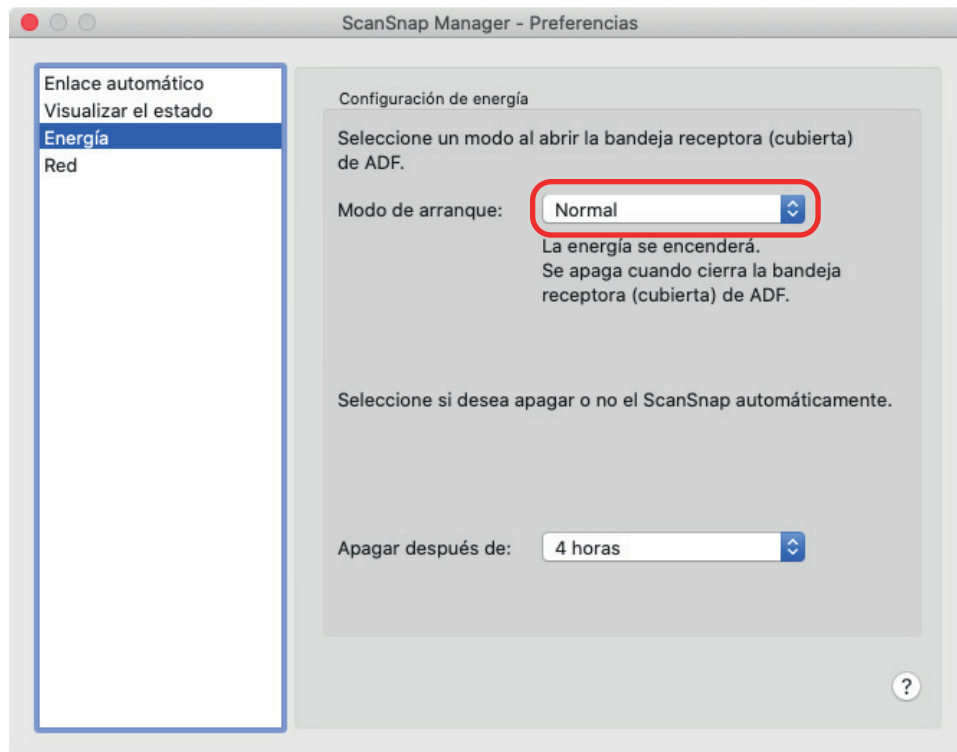 ScanSnap Manager - Preferencias
Enlace automático
Visualizar el estado
Energía
Red
Configuración de energía
Seleccione un modo al abrir la bandeja receptora (cubierta)
de ADF.
Modo de arranque:
Normal
La energía se encenderá.
Se apaga cuando cierra la bandeja
receptora (cubierta) de ADF.
Seleccione si desea apagar o no el ScanSnap automáticamente.
Apagar después de:
4 horas
?